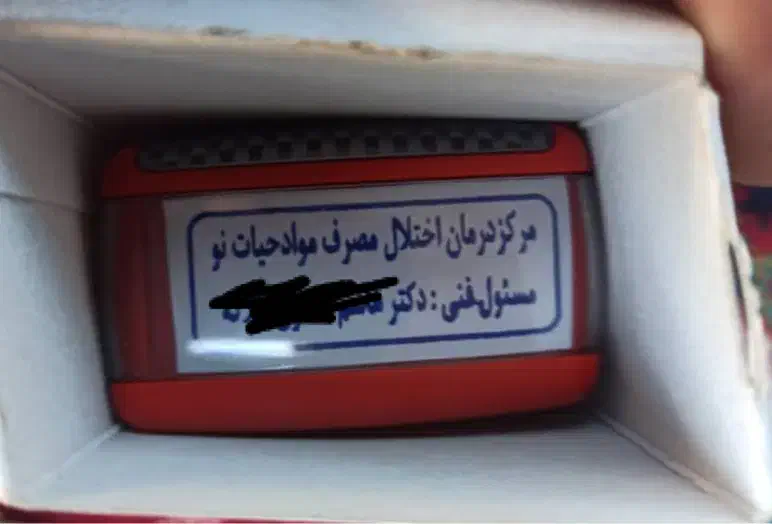 مرکز درمان اختلال مصرف مواد حیات نو
مسئول فنی : دکتر